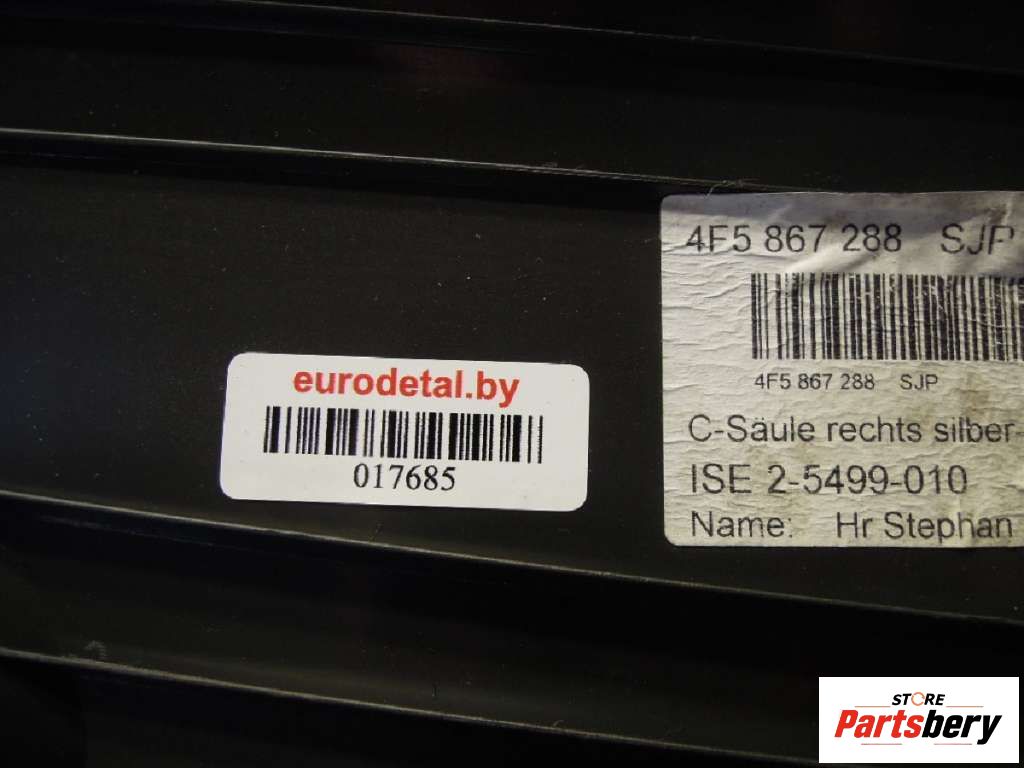 4F5 867 288 SJP
4F5 867 288 SJP
C-Säule rechts silber-
ISE 2-5499-010
Name: Hr Stephan
eurodetal.by
017685
STORE
Partsbery